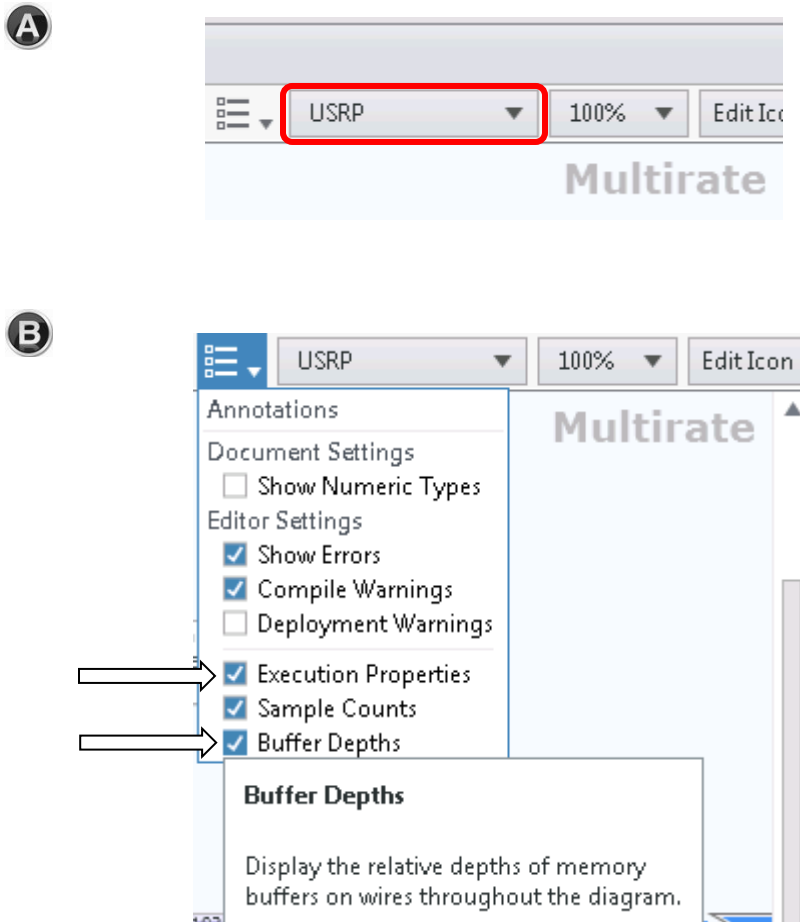 A
USRP 100% Edit Ico
Multirate
B
USRP 100% Edit Icon
Annotations
Multirate
Document Settings
Show Numeric Types
Editor Settings
Show Errors
Compile Warnings
Deployment Warnings
Execution Properties
Sample Counts
Buffer Depths
Buffer Depths
Display the relative depths of memory
buffers on wires throughout the diagram.